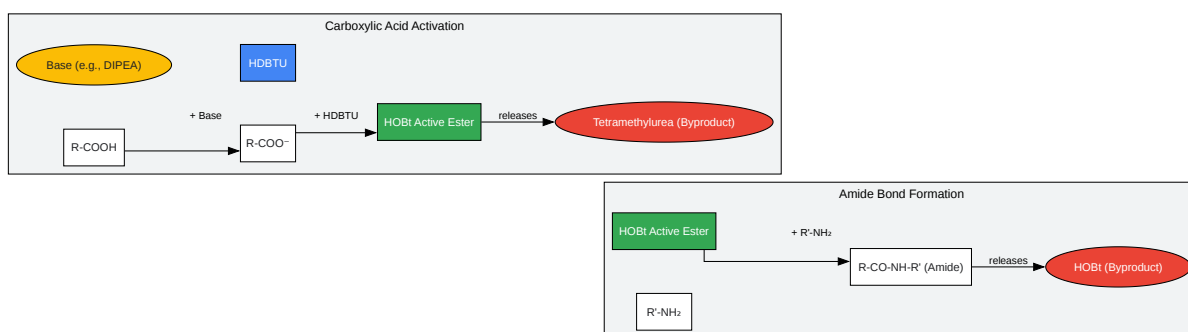 Carboxylic Acid Activation
Base (e.g., DIPEA)
HDBTU
+ Base
+ HDBTU
HOBt Active Ester
releases
Tetramethylurea (Byproduct)
R-COOH
R-COO⁻
Amide Bond Formation
HOBt Active Ester
+ R'-NH₂
R-CO-NH-R' (Amide)
releases
HOBt (Byproduct)
R'-NH₂